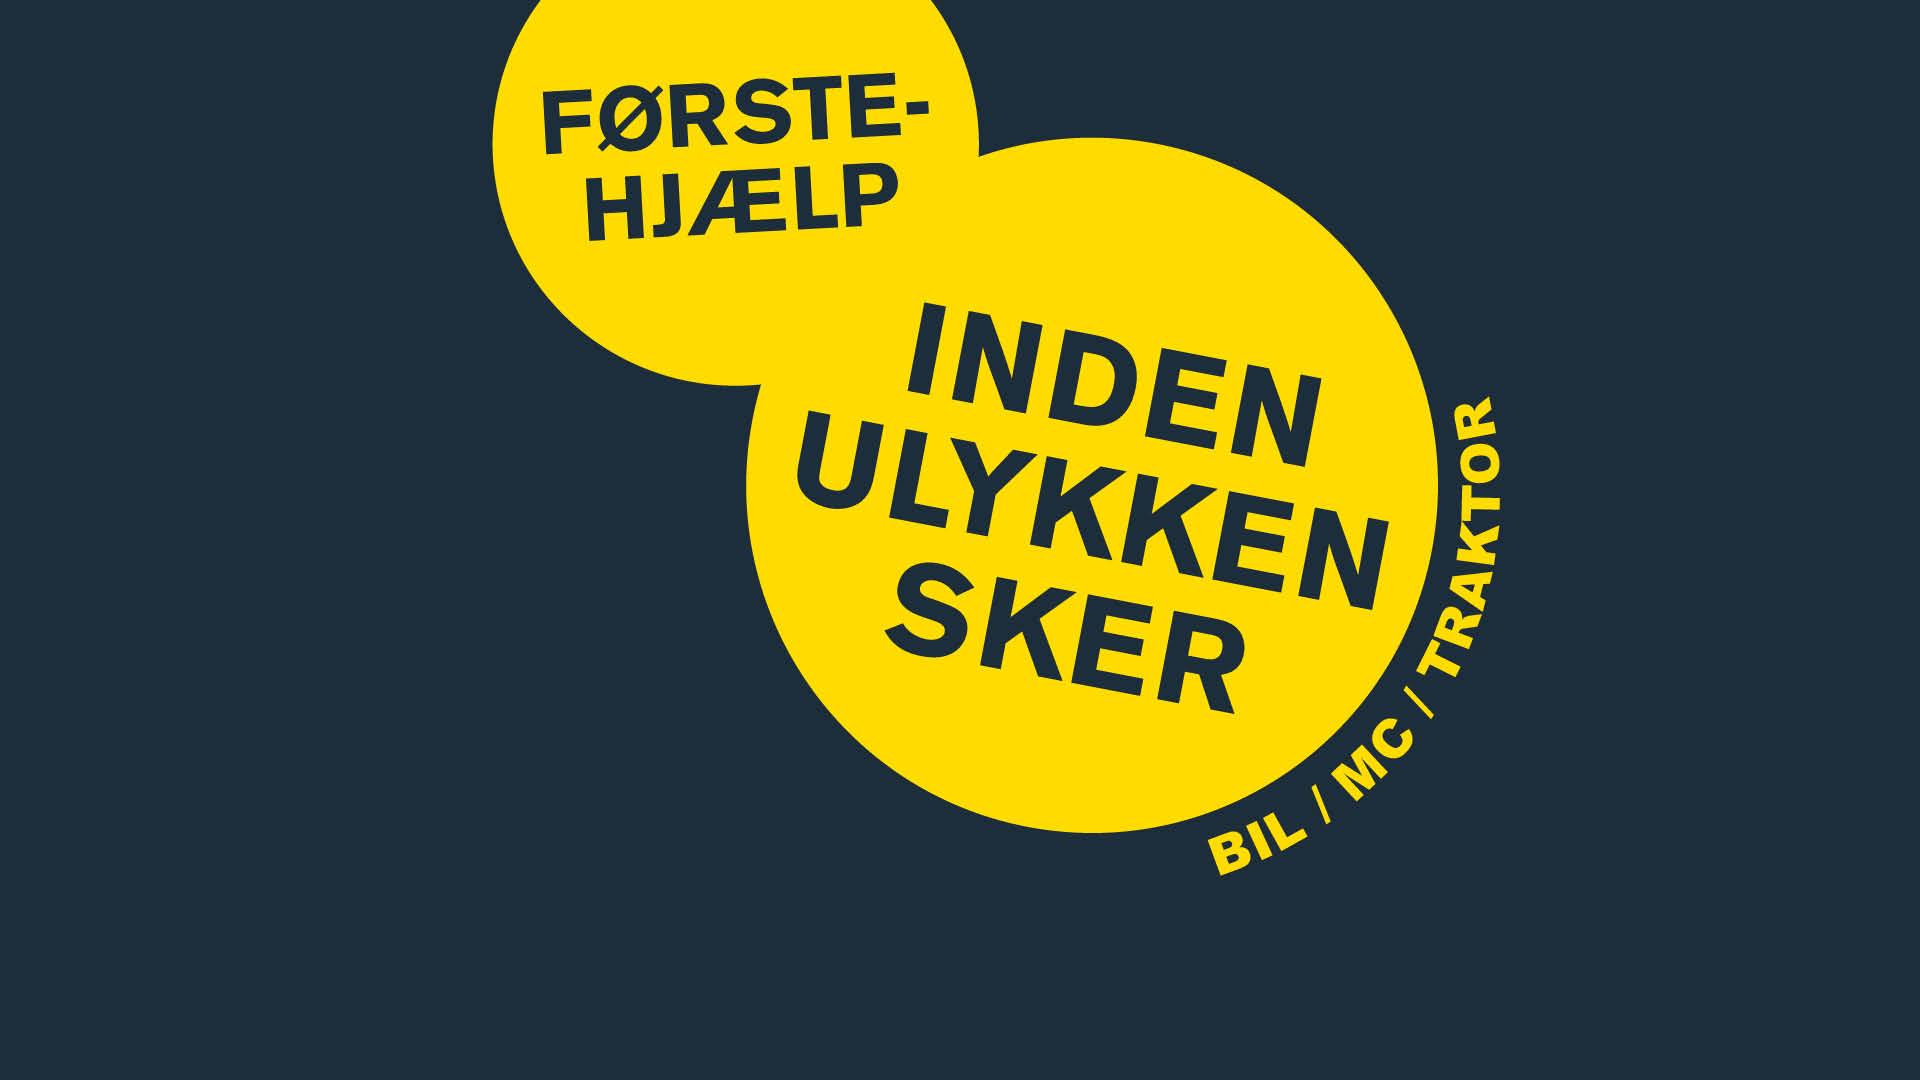 FØRSTE-
HJÆLP
INDEN
ULYKKEN
SKER
BIL / MC / TRAKTOR